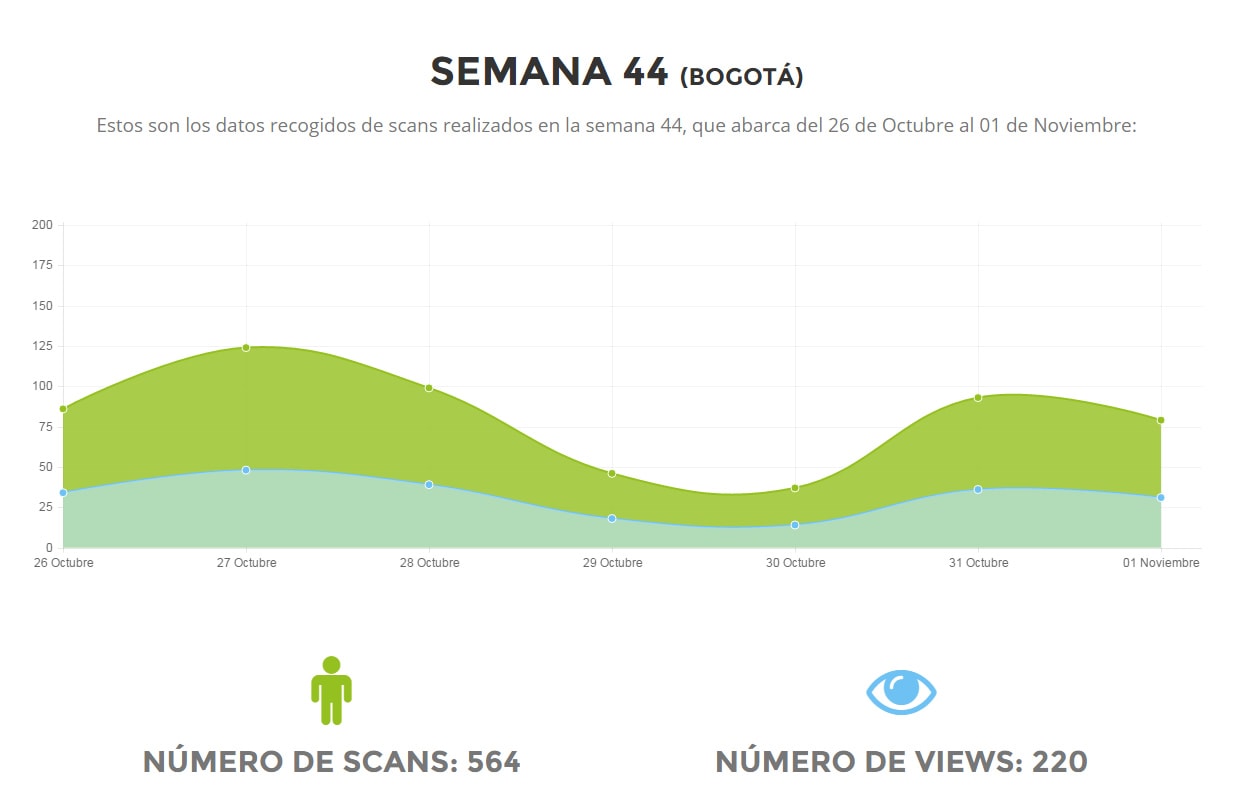 SEMANA 44 (BOGOTÁ)
Estos son los datos recogidos de scans realizados en la semana 44, que abarca del 26 de Octubre al 01 de Noviembre:
200
175
150
125
100
75
50
25
0
26 Octubre 27 Octubre 28 Octubre 29 Octubre 30 Octubre 31 Octubre 01 Noviembre
NÚMERO DE SCANS: 564 NÚMERO DE VIEWS: 220